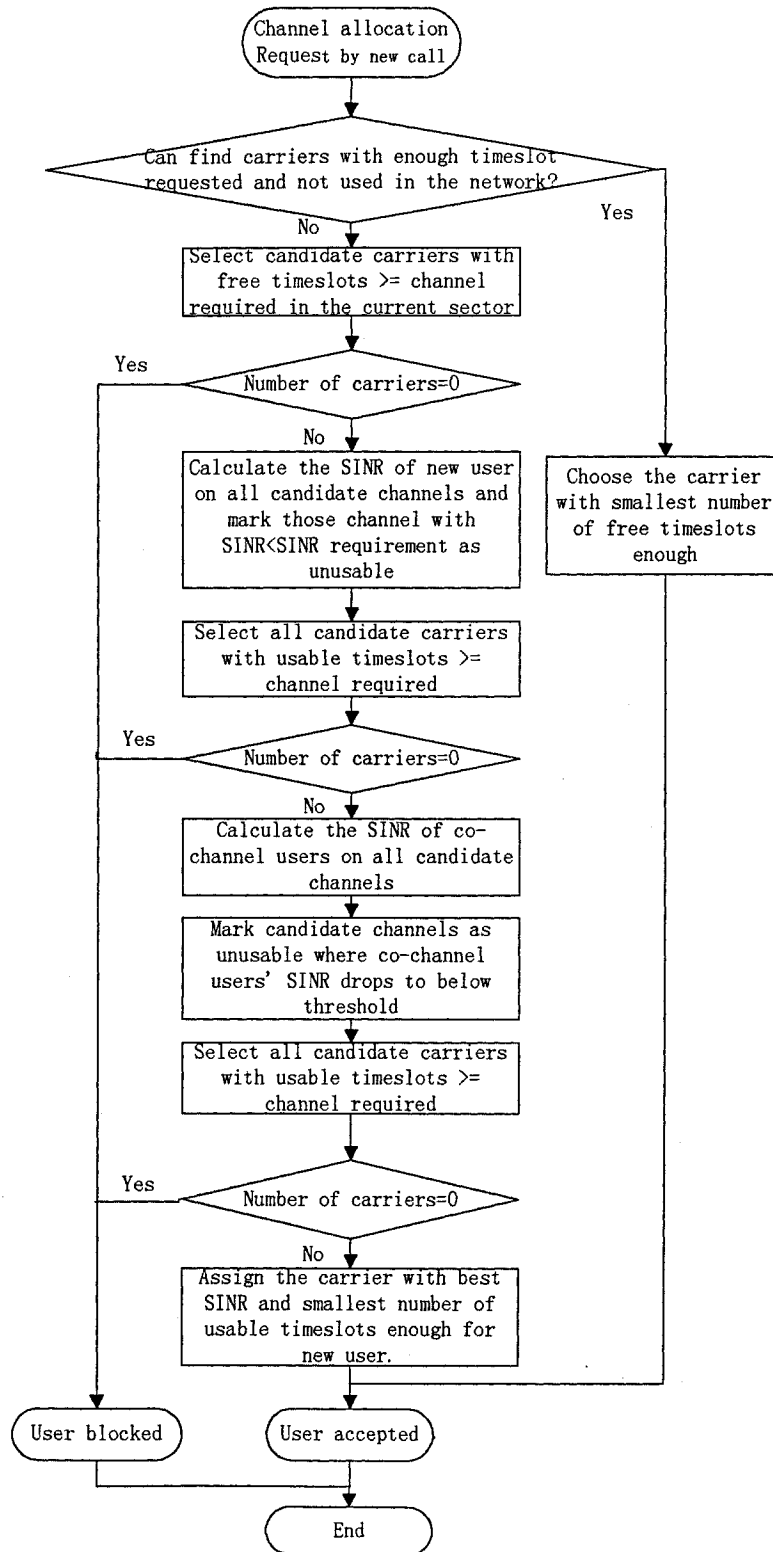 Channel allocation
Request by new call
Can find carriers with enough timeslot
requested and not used in the network?
Yes
No
Select candidate carriers with
free timeslots >= channel
required in the current sector
Yes
Number of carriers=0
No
Calculate the SINR of new user
on all candidate channels and
mark those channel with
SINR<SINR requirement as
unusable
Choose the carrier
with smallest number
of free timeslots
enough
Select all candidate carriers
with usable timeslots >=
channel required
Yes
Number of carriers=0
No
Calculate the SINR of co-
channel users on all candidate
channels
Mark candidate channels as
unusable where co-channel
users' SINR drops to below
threshold
Select all candidate carriers
with usable timeslots >=
channel required
Yes
Number of carriers=0
No
Assign the carrier with best
SINR and smallest number of
usable timeslots enough for
new user.
User blocked
User accepted
End